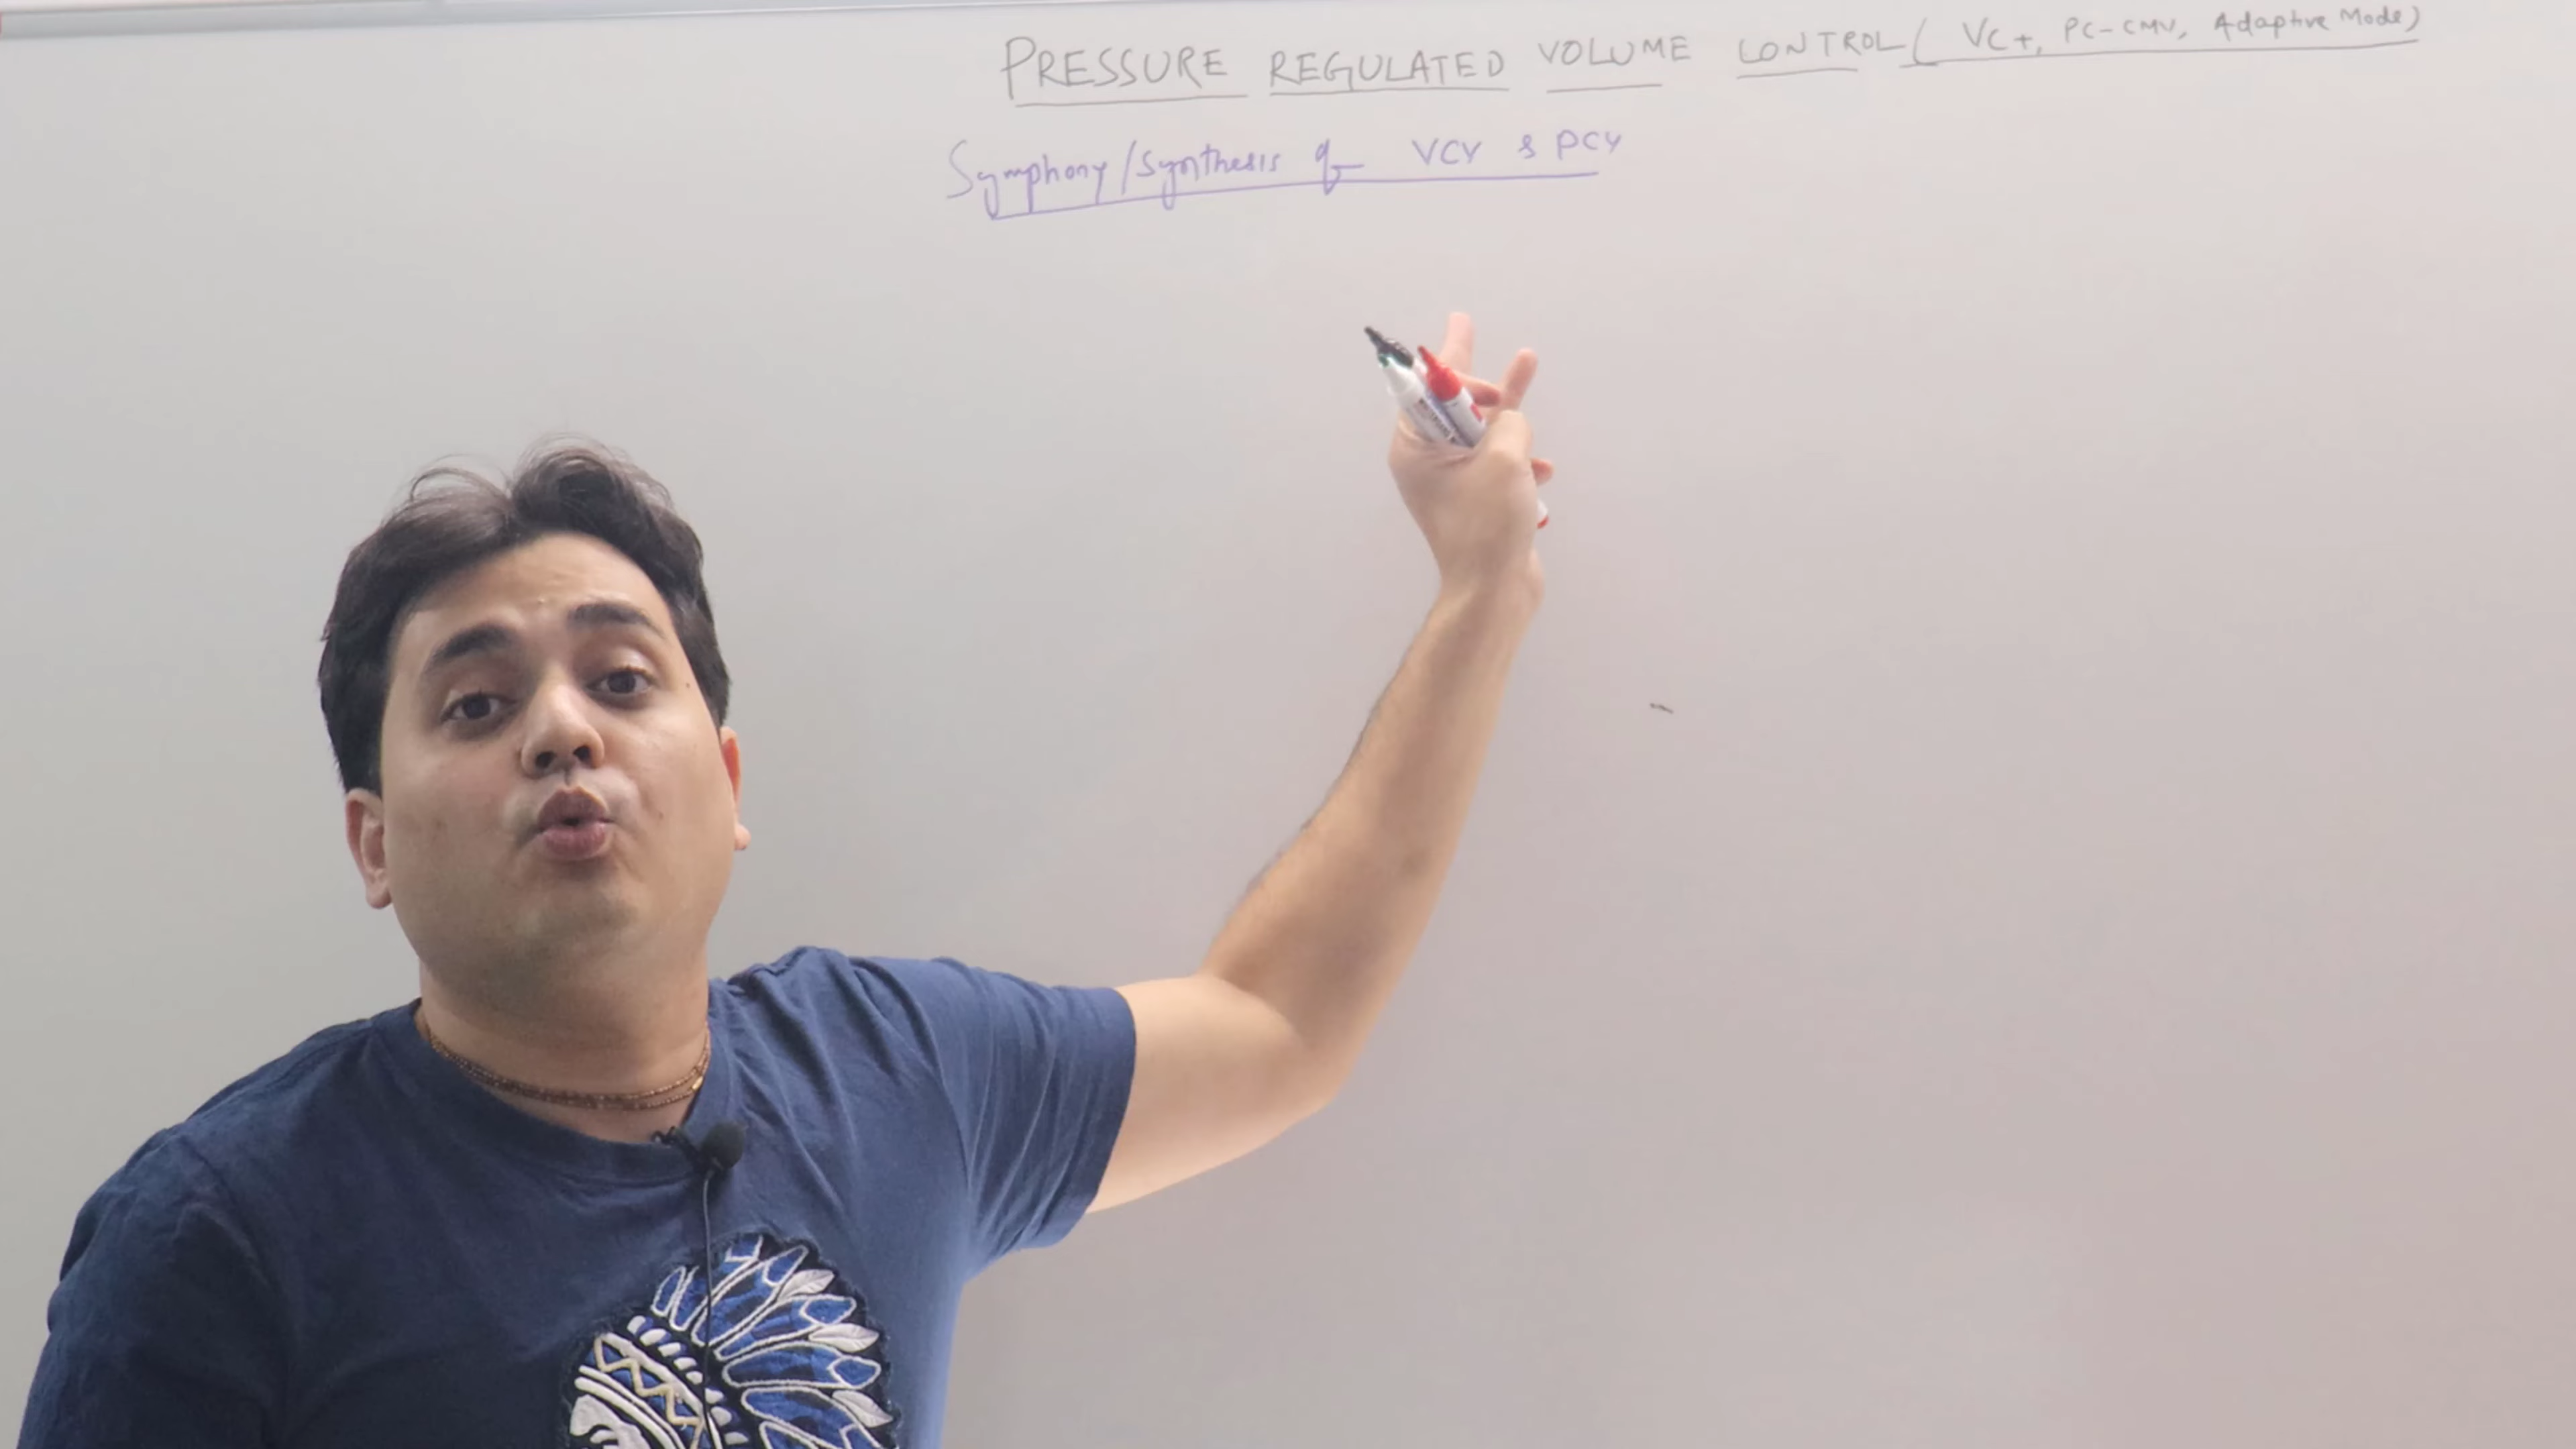 PRESSURE REGULATED VOLUME CONTROL ( VC+, PC-CMV, Adaptive Mode)
Symphony/Synthesis of VCV & PCV